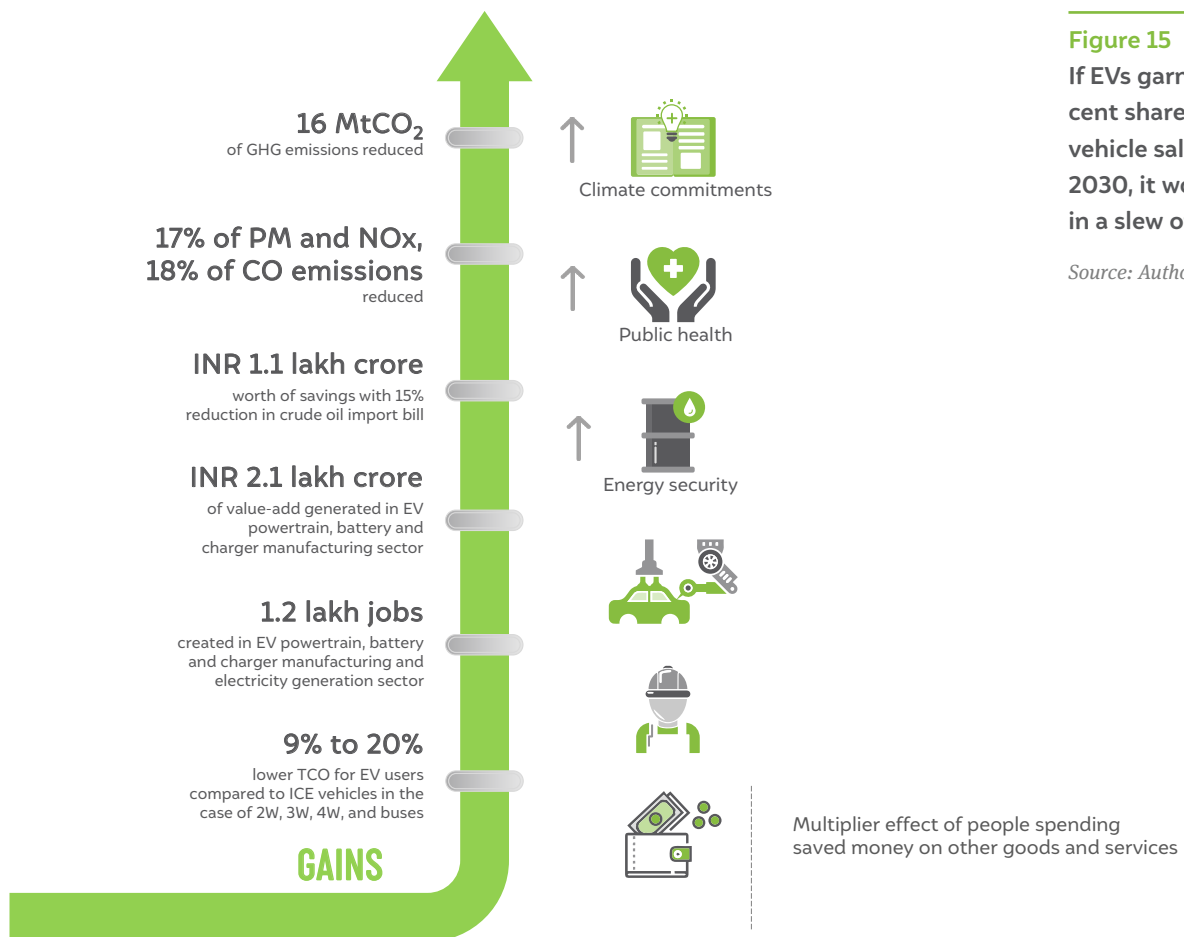 16 MtCO₂
of GHG emissions reduced
Climate commitments
17% of PM and NOx,
18% of CO emissions
reduced
Public health
INR 1.1 lakh crore
worth of savings with 15%
reduction in crude oil import bill
Energy security
INR 2.1 lakh crore
of value-add generated in EV
powertrain, battery and
charger manufacturing sector
1.2 lakh jobs
created in EV powertrain, battery
and charger manufacturing and
electricity generation sector
9% to 20%
lower TCO for EV users
compared to ICE vehicles in the
case of 2W, 3W, 4W, and buses
Multiplier effect of people spending
saved money on other goods and services
GAINS
Figure 15
If EVs
cent share
vehicle
2030, it
in a slew
Source: